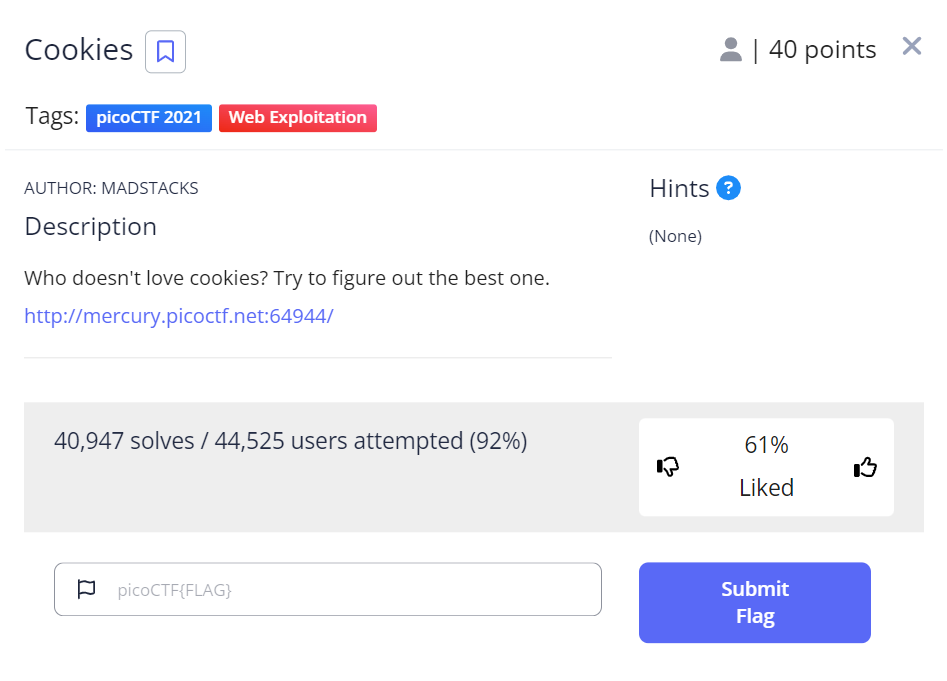 Cookies
| 40 points
Tags: picoCTF 2021 Web Exploitation
AUTHOR: MADSTACKS
Description
Who doesn't love cookies? Try to figure out the best one.
http://mercury.picoctf.net:64944/
Hints ?
(None)
40,947 solves / 44,525 users attempted (92%)
61%
Liked
picoCTF{FLAG}
Submit
Flag